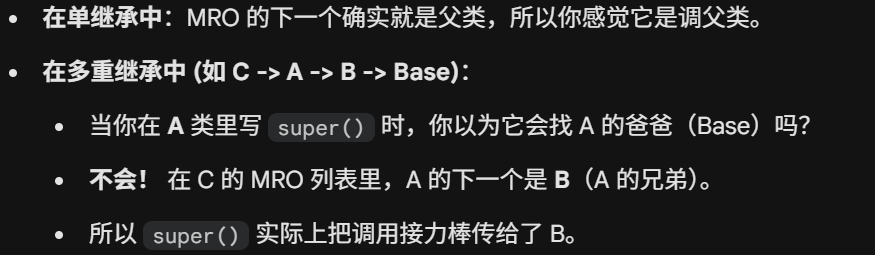 • 在单继承中：MRO 的下一个确实就是父类，所以你感觉它是调父类。
• 在多重继承中 (如 C -> A -> B -> Base)：
• 当你在 A 类里写 super() 时，你以为它会找 A 的爸爸（Base）吗？
• 不会！ 在 C 的 MRO 列表里，A 的下一个是 B（A 的兄弟）。
• 所以 super() 实际上把调用接力棒传给了 B。